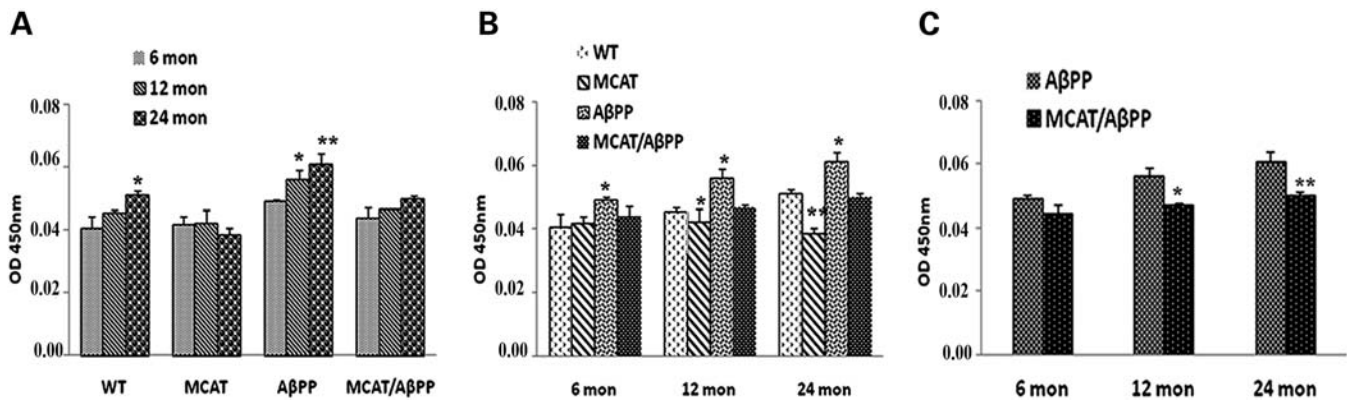 A
6 mon
12 mon
24 mon
OD 450nm
0.08
0.06
0.04
0.02
0.00
*
*
**
WT
MCAT
AβPP
MCAT/AβPP
B
WT
MCAT
AβPP
MCAT/AβPP
OD 450nm
0.08
0.06
0.04
0.02
0.00
*
*
*
**
*
6 mon
12 mon
24 mon
C
AβPP
MCAT/AβPP
OD 450nm
0.08
0.06
0.04
0.02
0.00
*
**
6 mon
12 mon
24 mon